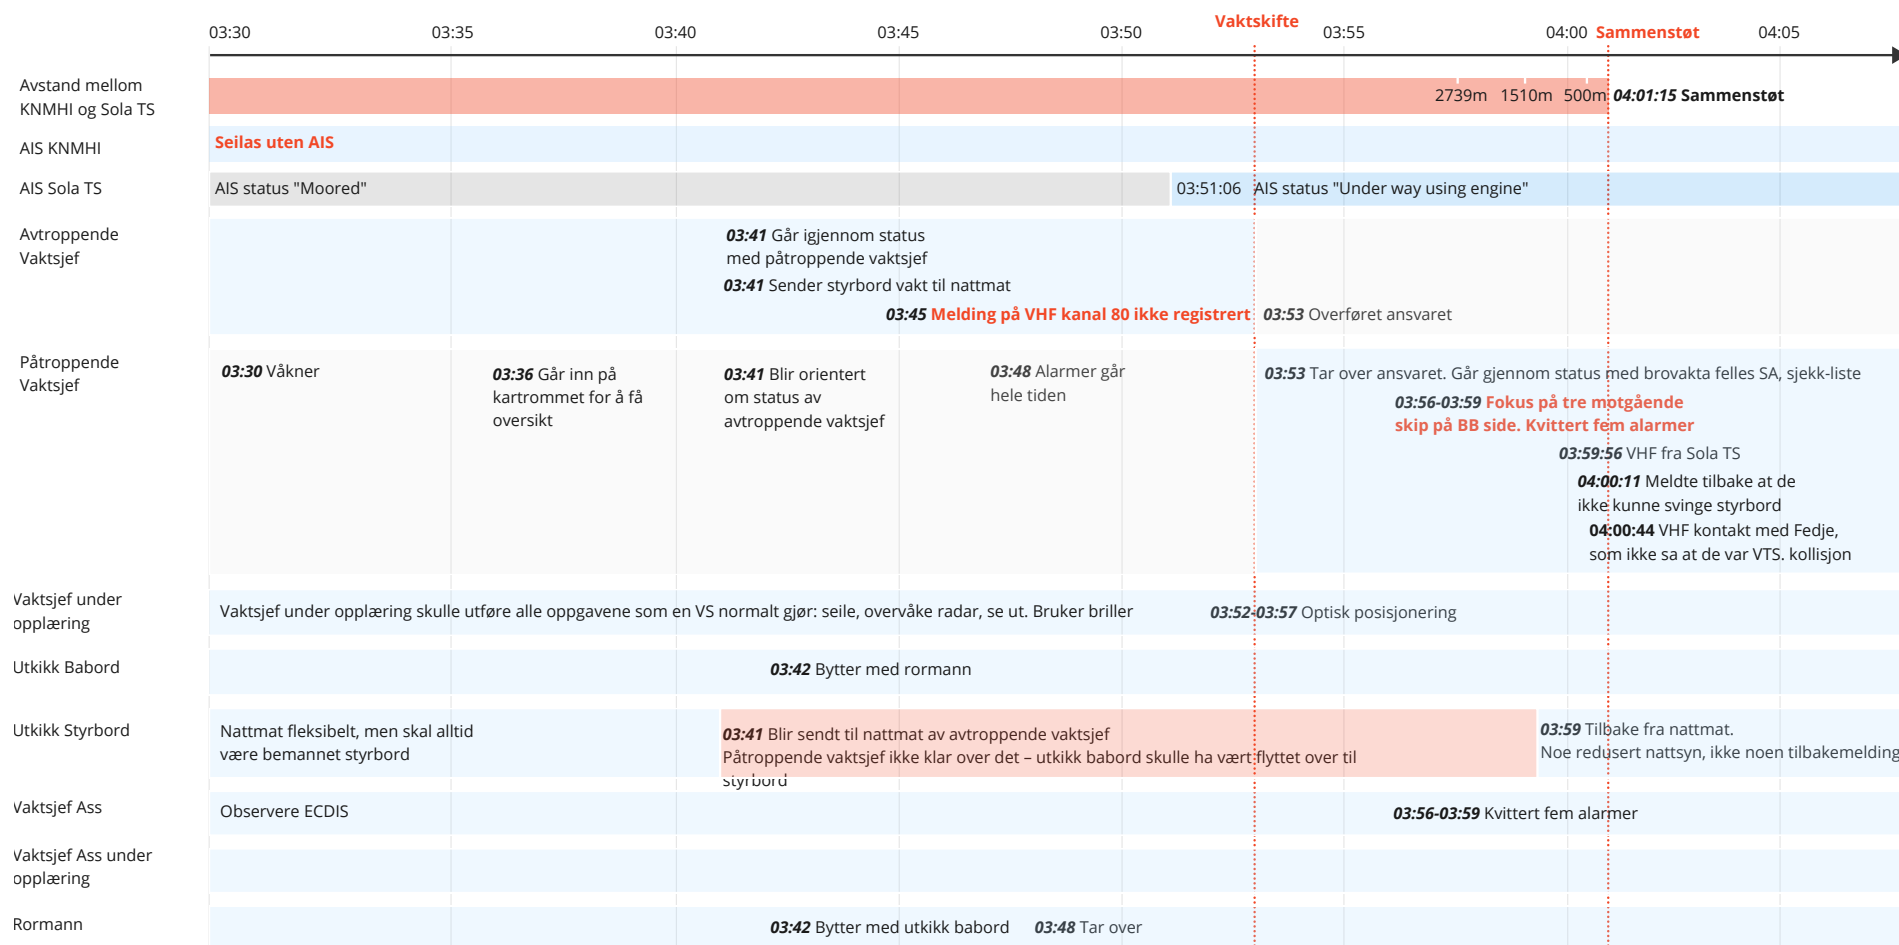 Vaktskifte
03:30 03:35 03:40 03:45 03:50 03:55 04:00 Sammenstøt 04:05
Avstand mellom
KNMHI og Sola TS
2739m 1510m 500m 04:01:15 Sammenstøt
AIS KNMHI
Seilas uten AIS
AIS Sola TS
AIS status "Moored"
03:51:06 AIS status "Under way using engine"
Avtroppende
Vaktsjef
03:41 Går igjennom status
med påtroppende vaktsjef
03:41 Sender styrbord vakt til nattmat
03:45 Melding på VHF kanal 80 ikke registrert
03:53 Overføret ansvaret
Påtroppende
Vaktsjef
03:30 Våkner
03:36 Går inn på
kartrommet for å få
oversikt
03:41 Blir orientert
om status av
avtroppende vaktsjef
03:48 Alarmer går
hele tiden
03:53 Tar over ansvaret. Går gjennom status med brovakta felles SA, sjekk-liste
03:56-03:59 Fokus på tre motgående
skip på BB side. Kvittert fem alarmer
03:59:56 VHF fra Sola TS
04:00:11 Meldte tilbake at de
ikke kunne svinge styrbord
04:00:44 VHF kontakt med Fedje,
som ikke sa at de var VTS. kollisjon
Vaktsjef under
opplæring
Vaktsjef under opplæring skulle utføre alle oppgavene som en VS normalt gjør: seile, overvåke radar, se ut. Bruker briller
03:52-03:57 Optisk posisjonering
Utkikk Babord
03:42 Bytter med rormann
Utkikk Styrbord
Nattmat fleksibelt, men skal alltid
være bemannet styrbord
03:41 Blir sendt til nattmat av avtroppende vaktsjef
Påtroppende vaktsjef ikke klar over det – utkikk babord skulle ha vært flyttet over til
styrbord
03:59 Tilbake fra nattmat.
Noe redusert nattsyn, ikke noen tilbakemelding
Vaktsjef Ass
Observere ECDIS
03:56-03:59 Kvittert fem alarmer
Vaktsjef Ass under
opplæring
Rormann
03:42 Bytter med utkikk babord
03:48 Tar over